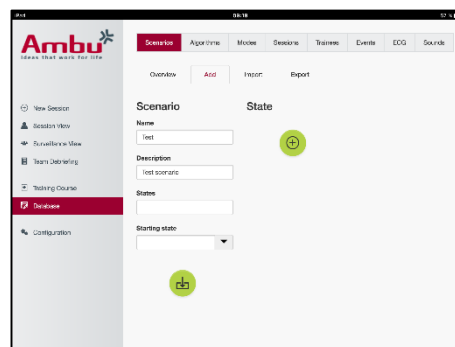 iPad 08:18 57 %
Ambu
Ideas that work for life
Scenarios Algorithms Modes Sessions Trainees Events ECG Sounds
Overview Add Import Export
New Session
Session View
Surveillance View
Team Debriefing
Training Course
Database
Configuration
Scenario
Name
Test
Description
Test scenario
States
Starting state
State